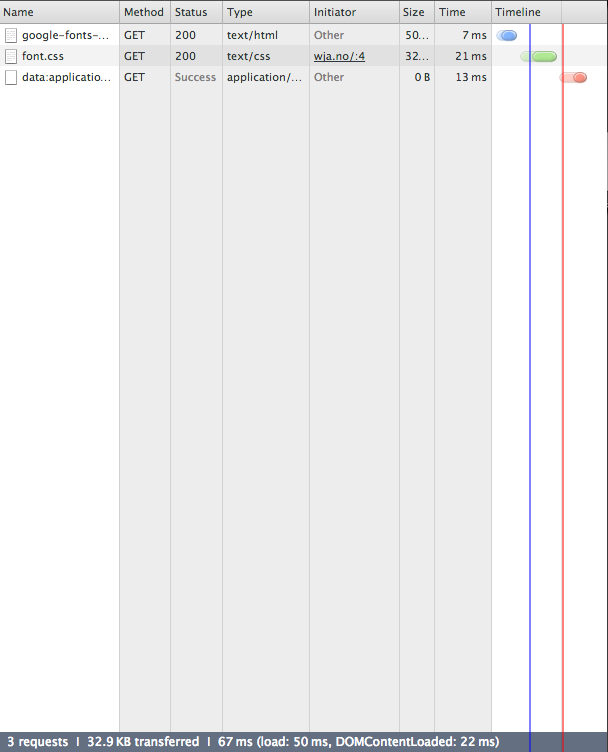 Name Method Status Type Initiator Size Time Timeline
google-fonts-... GET 200 text/html Other 50... 7 ms
font.css GET 200 text/css wja.no/:4 32... 21 ms
data:applicatio... GET Success application/... Other 0 B 13 ms
3 requests | 32.9 KB transferred | 67 ms (load: 50 ms, DOMContentLoaded: 22 ms)